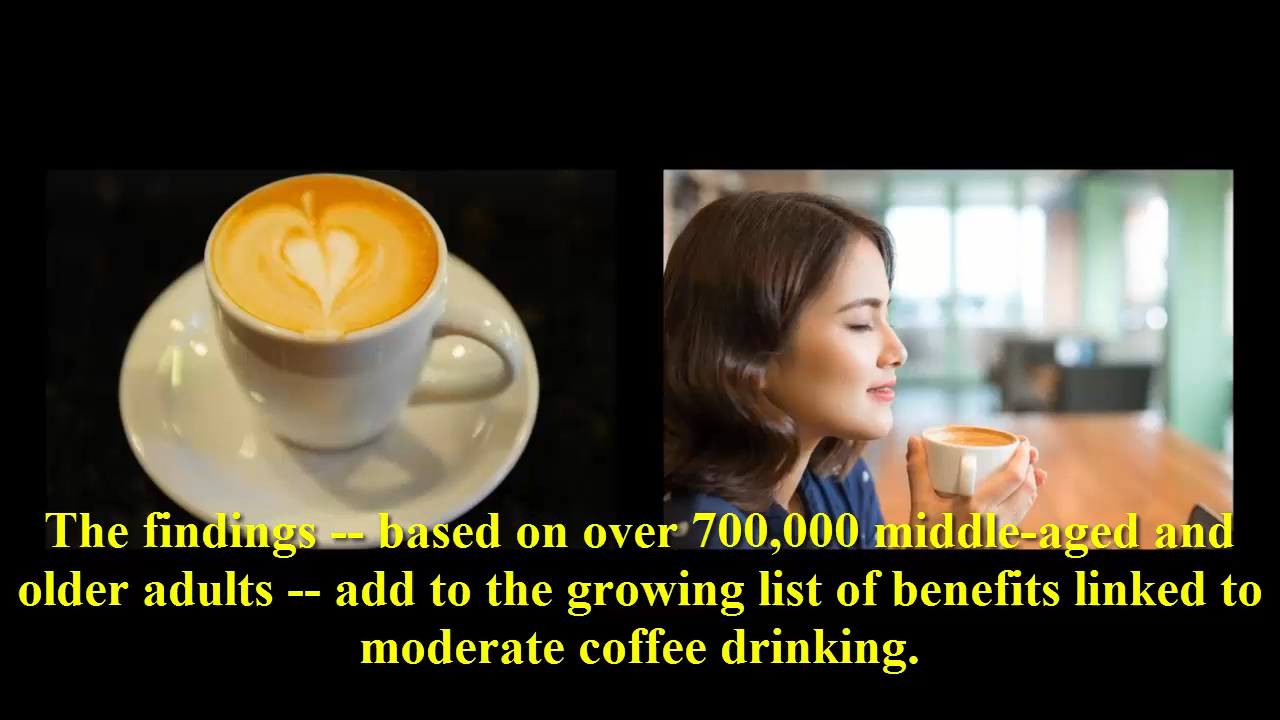 The findings -- based on over 700,000 middle-aged and
older adults -- add to the growing list of benefits linked to
moderate coffee drinking.